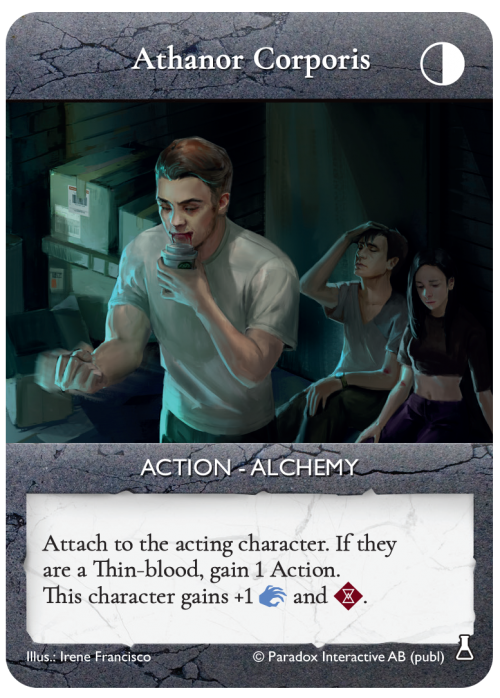 Athanor Corporis
ACTION - ALCHEMY
Attach to the acting character. If they
are a Thin-blood, gain 1 Action.
This character gains +1 and .
Illus.: Irene Francisco © Paradox Interactive AB (publ)